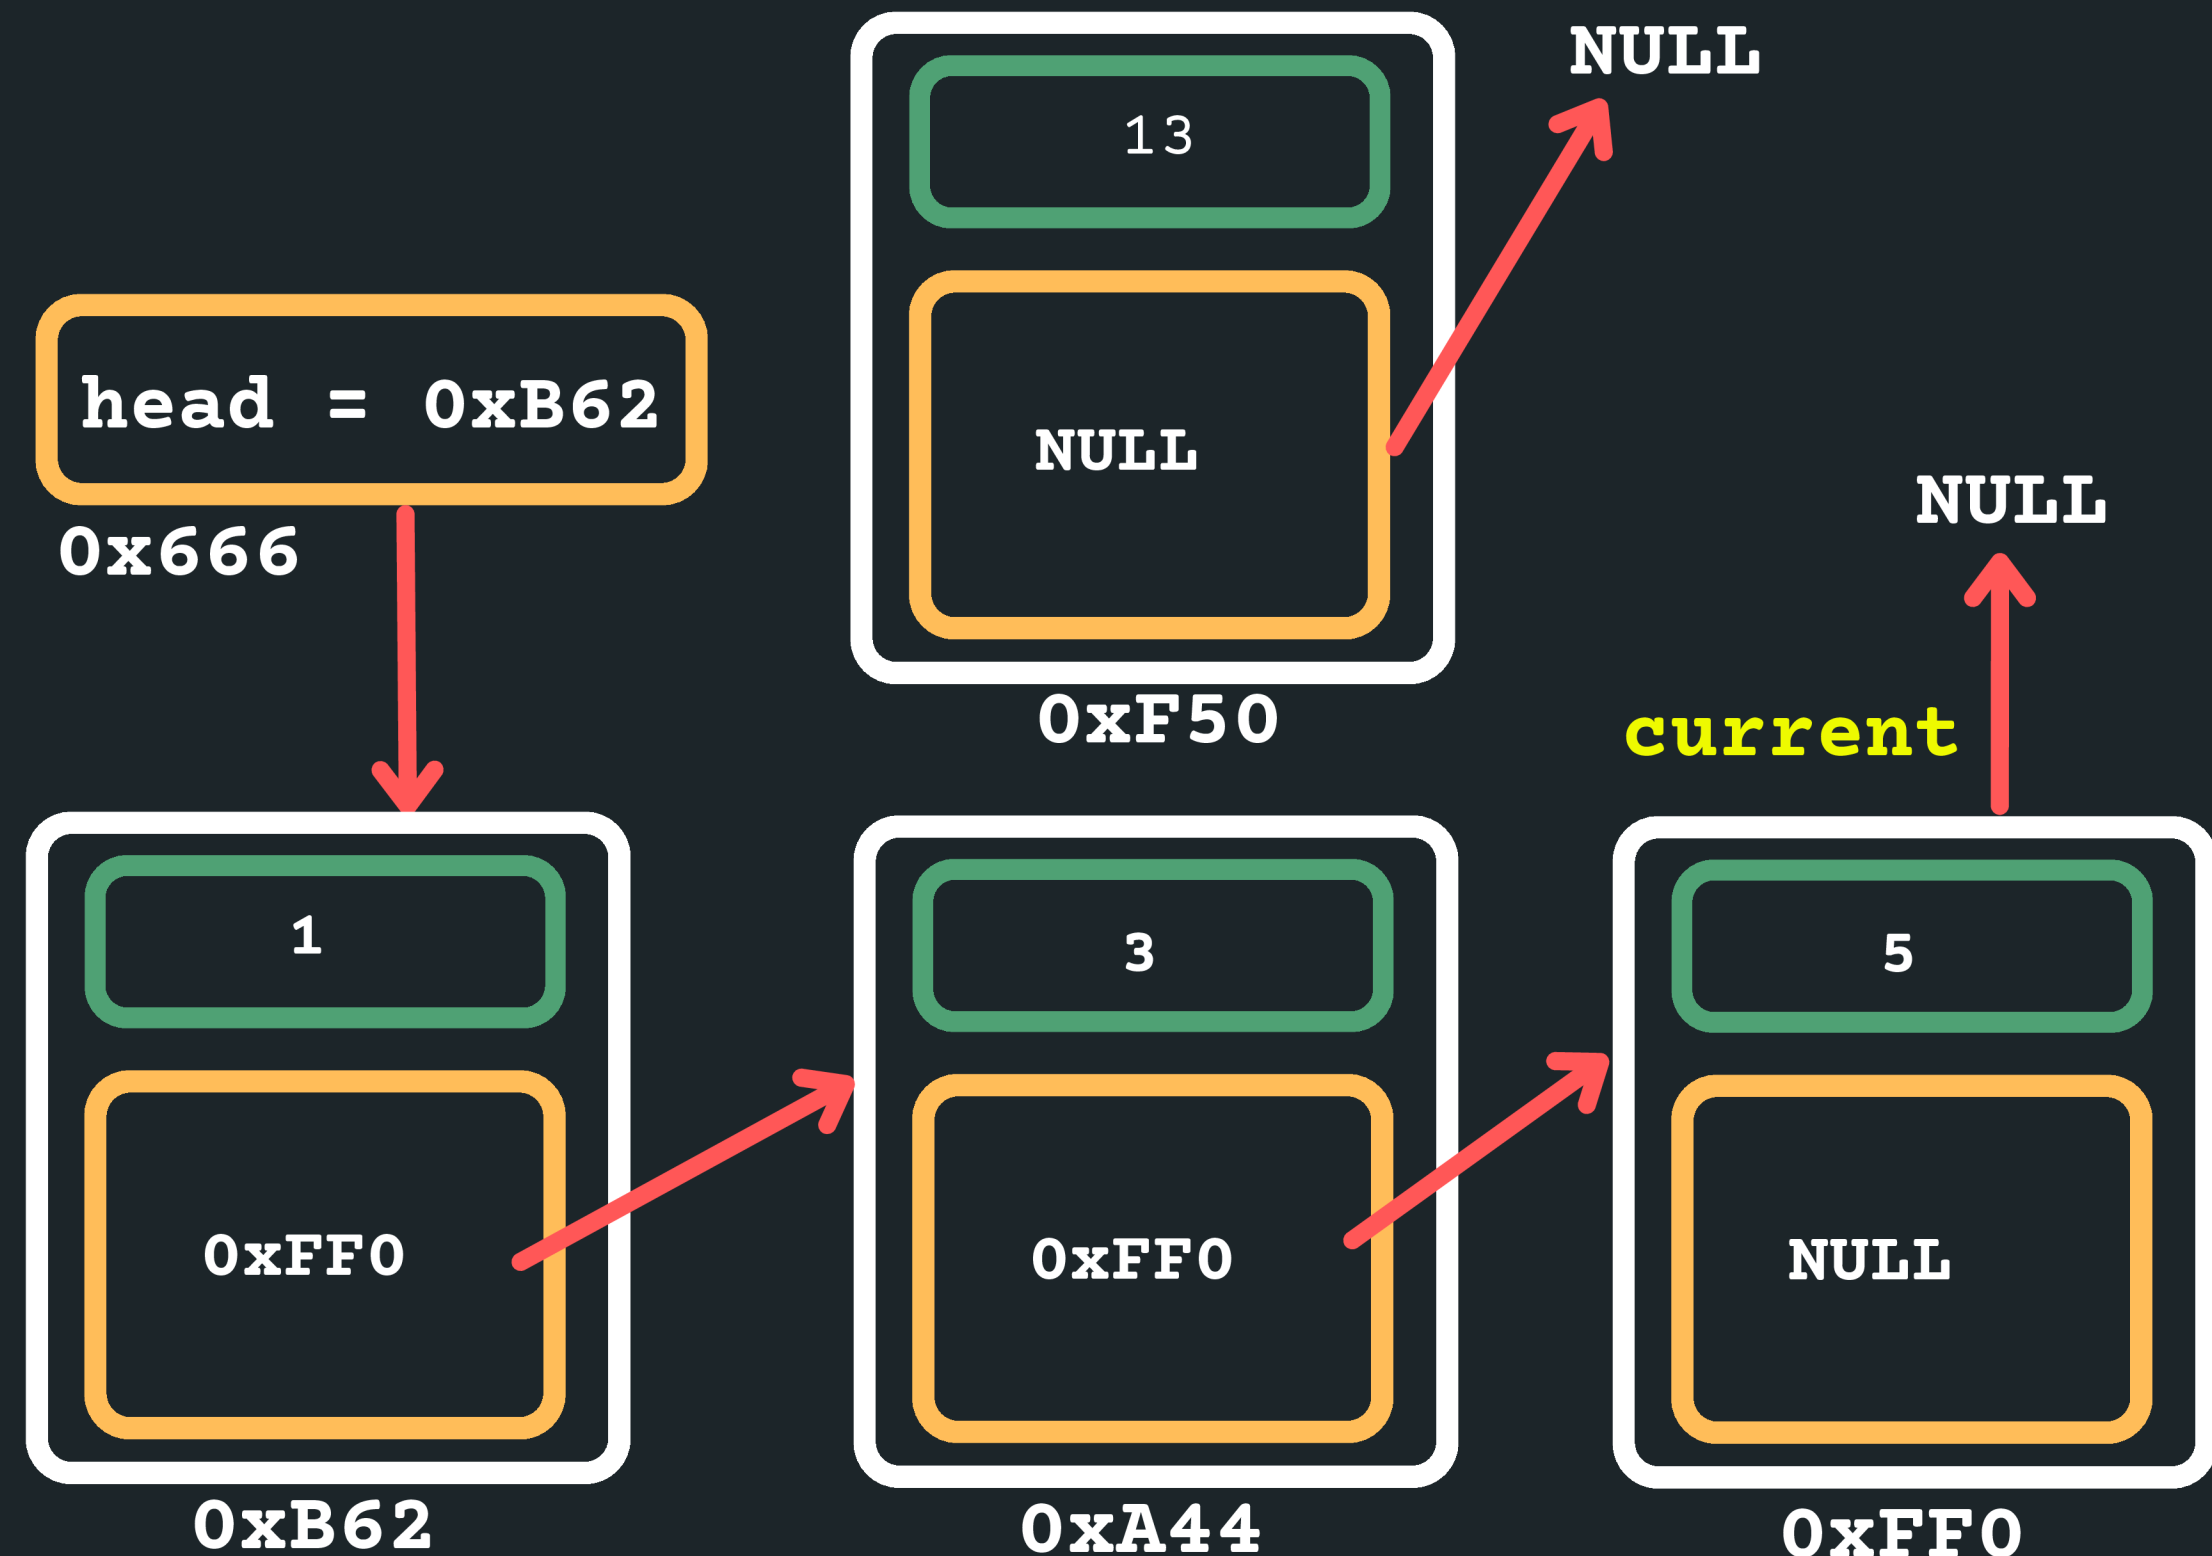 NULL
13
head = 0xB62
NULL
0x666
NULL
0xF50
current
1
3
5
0xFF0
0xFF0
NULL
0xB62
0xA44
0xFF0